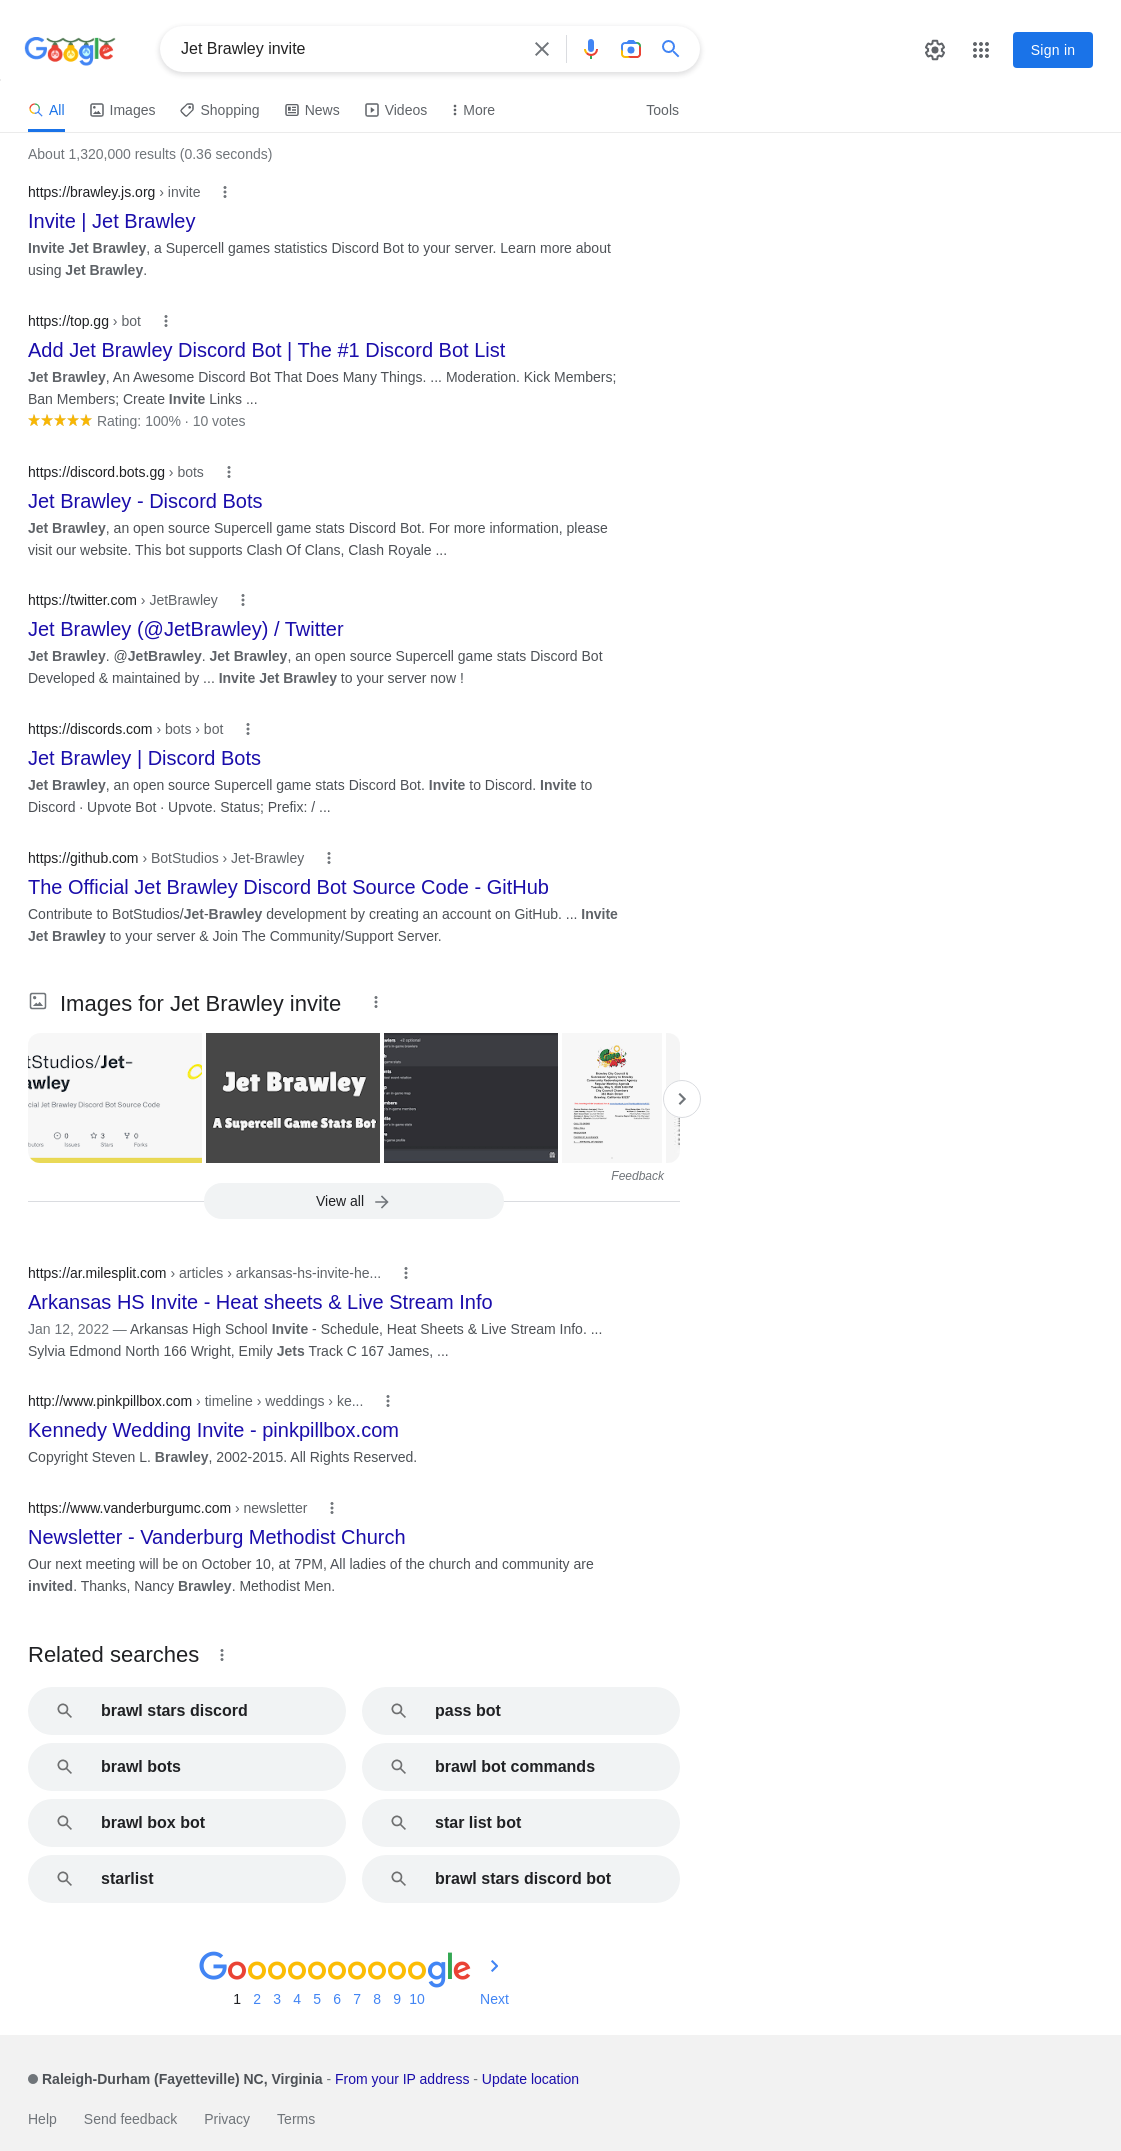 Google
Jet Brawley invite
Sign in
All
Images
Shopping
News
Videos
More
Tools
About 1,320,000 results (0.36 seconds)
https://brawley.js.org › invite
Invite | Jet Brawley
Invite Jet Brawley, a Supercell games statistics Discord Bot to your server. Learn more about
using Jet Brawley.
https://top.gg › bot
Add Jet Brawley Discord Bot | The #1 Discord Bot List
Jet Brawley, An Awesome Discord Bot That Does Many Things. ... Moderation. Kick Members;
Ban Members; Create Invite Links ...
Rating: 100% · 10 votes
https://discord.bots.gg › bots
Jet Brawley - Discord Bots
Jet Brawley, an open source Supercell game stats Discord Bot. For more information, please
visit our website. This bot supports Clash Of Clans, Clash Royale ...
https://twitter.com › JetBrawley
Jet Brawley (@JetBrawley) / Twitter
Jet Brawley. @JetBrawley. Jet Brawley, an open source Supercell game stats Discord Bot
Developed & maintained by ... Invite Jet Brawley to your server now !
https://discords.com › bots › bot
Jet Brawley | Discord Bots
Jet Brawley, an open source Supercell game stats Discord Bot. Invite to Discord. Invite to
Discord · Upvote Bot · Upvote. Status; Prefix: / ...
https://github.com › BotStudios › Jet-Brawley
The Official Jet Brawley Discord Bot Source Code - GitHub
Contribute to BotStudios/Jet-Brawley development by creating an account on GitHub. ... Invite
Jet Brawley to your server & Join The Community/Support Server.
Images for Jet Brawley invite
tStudios/Jet-
awley
cial Jet Brawley Discord Bot Source Code
0
3
0
Issues
Stars
Forks
Jet Brawley
A Supercell Game Stats Bot
Feedback
View all
https://ar.milesplit.com › articles › arkansas-hs-invite-he...
Arkansas HS Invite - Heat sheets & Live Stream Info
Jan 12, 2022 — Arkansas High School Invite - Schedule, Heat Sheets & Live Stream Info. ...
Sylvia Edmond North 166 Wright, Emily Jets Track C 167 James, ...
http://www.pinkpillbox.com › timeline › weddings › ke...
Kennedy Wedding Invite - pinkpillbox.com
Copyright Steven L. Brawley, 2002-2015. All Rights Reserved.
https://www.vanderburgumc.com › newsletter
Newsletter - Vanderburg Methodist Church
Our next meeting will be on October 10, at 7PM, All ladies of the church and community are
invited. Thanks, Nancy Brawley. Methodist Men.
Related searches
brawl stars discord
pass bot
brawl bots
brawl bot commands
brawl box bot
star list bot
starlist
brawl stars discord bot
Goooooooooogle
1 2 3 4 5 6 7 8 9 10 Next
Raleigh-Durham (Fayetteville) NC, Virginia - From your IP address - Update location
Help
Send feedback
Privacy
Terms